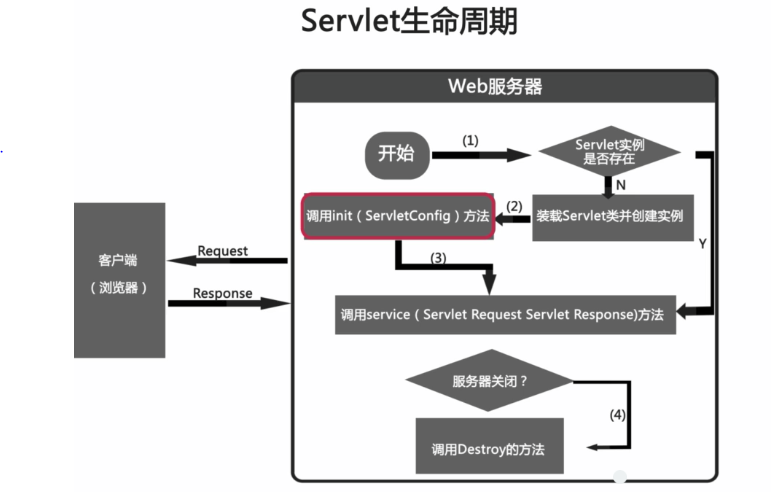 Servlet生命周期
Web服务器
开始
(1)
Servlet实例
是否存在
N
Y
装载Servlet类并创建实例
(2)
调用init（ServletConfig）方法
(3)
调用service（Servlet Request Servlet Response)方法
服务器关闭？
(4)
调用Destroy的方法
客户端
（浏览器）
Request
Response